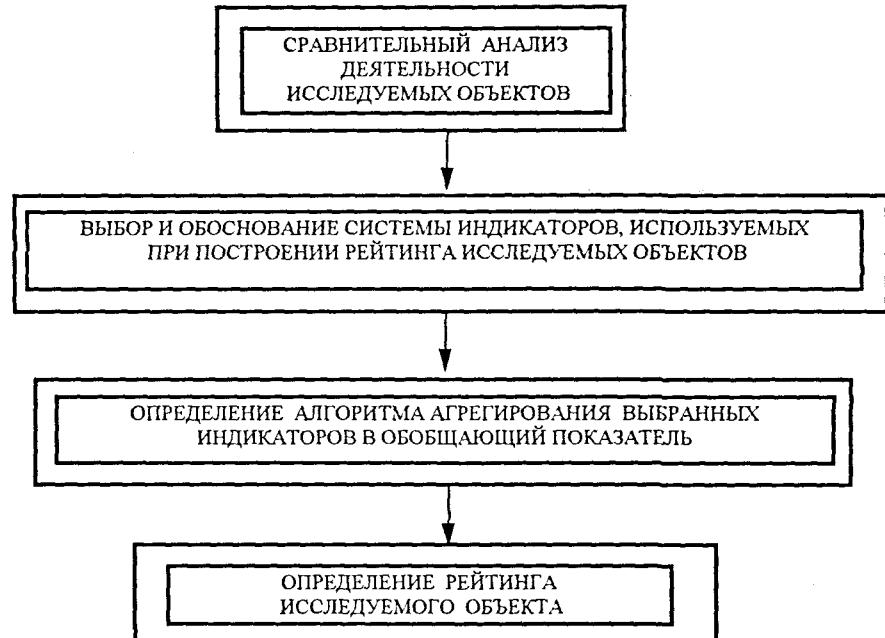 СРАВНИТЕЛЬНЫЙ АНАЛИЗ
ДЕЯТЕЛЬНОСТИ
ИССЛЕДУЕМЫХ ОБЪЕКТОВ
ВЫБОР И ОБОСНОВАНИЕ СИСТЕМЫ ИНДИКАТОРОВ, ИСПОЛЬЗУЕМЫХ
ПРИ ПОСТРОЕНИИ РЕЙТИНГА ИССЛЕДУЕМЫХ ОБЪЕКТОВ
ОПРЕДЕЛЕНИЕ АЛГОРИТМА АГРЕГИРОВАНИЯ ВЫБРАННЫХ
ИНДИКАТОРОВ В ОБОБЩАЮЩИЙ ПОКАЗАТЕЛЬ
ОПРЕДЕЛЕНИЕ РЕЙТИНГА
ИССЛЕДУЕМОГО ОБЪЕКТА